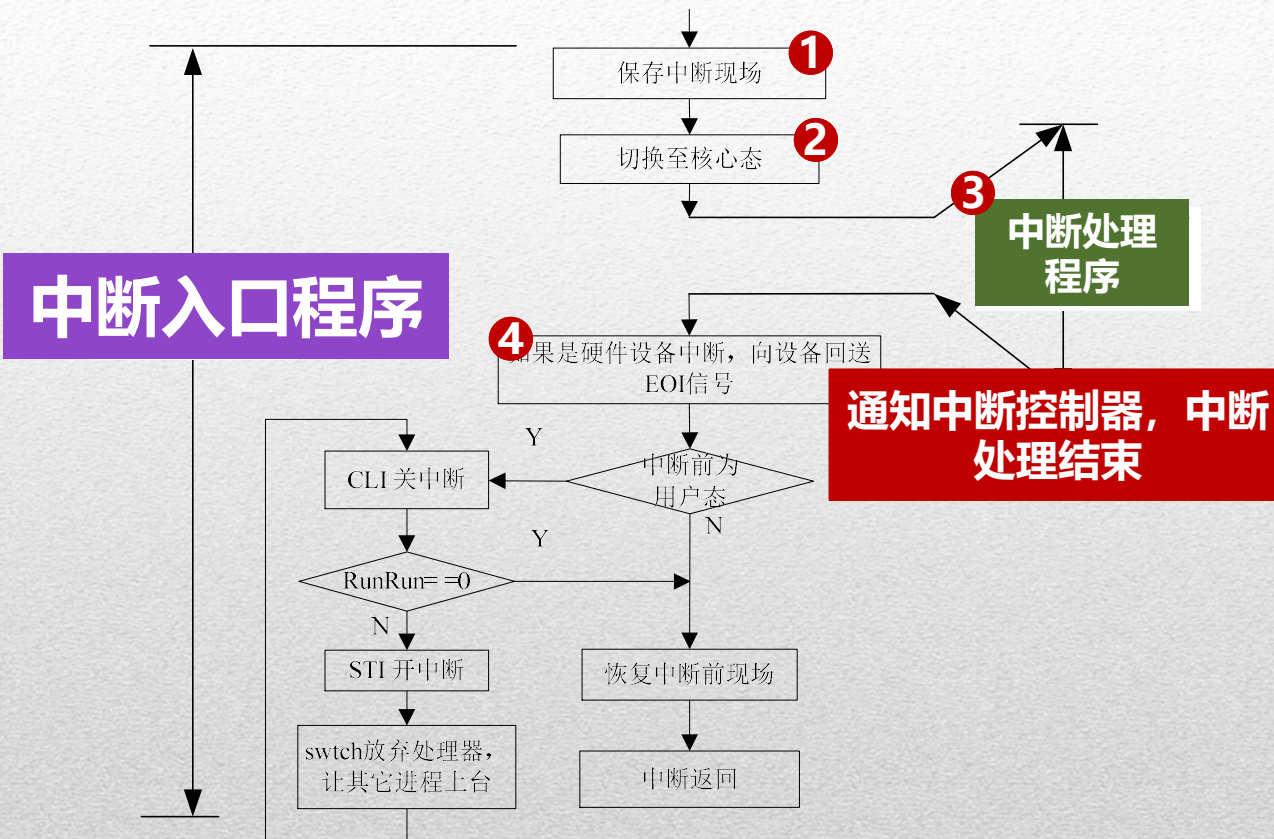 1
保存中断现场
2
切换至核心态
3
中断处理
程序
中断入口程序
4
如果是硬件设备中断，向设备回送
EOI信号
通知中断控制器，中断
处理结束
Y
中断前为
用户态
CLI 关中断
N
Y
RunRun= =0
N
STI 开中断
恢复中断前现场
swtch放弃处理器，
让其它进程上台
中断返回